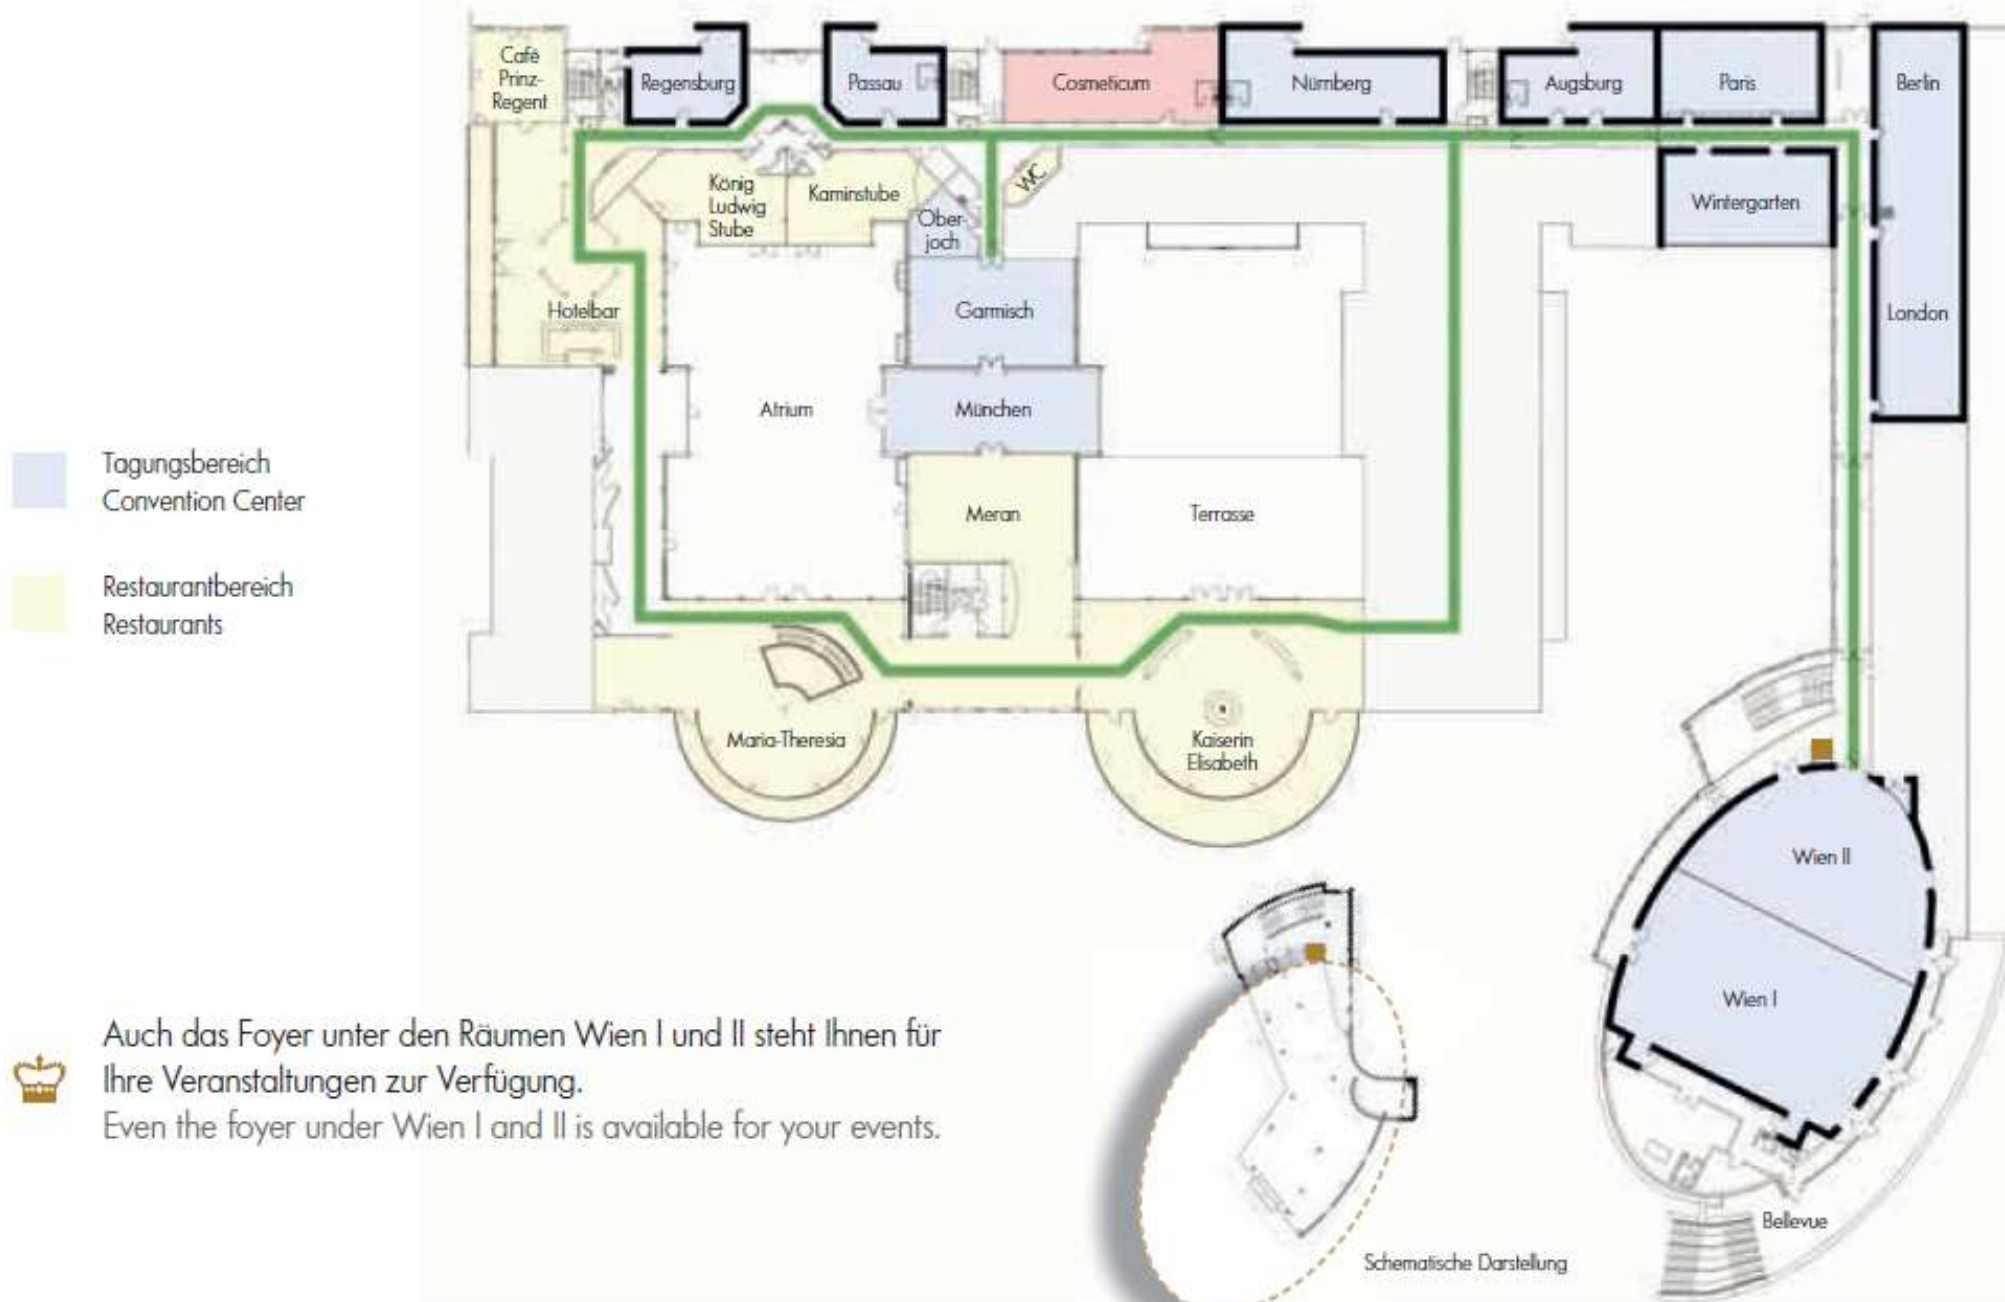 Café
Prinz-
Regent
Regensburg
Passau
Cosmeticum
Nürnberg
Augsburg
Paris
Berlin
König
Ludwig
Stube
Kaminstube
WC
Ober-
joch
Wintergarten
Hotelbar
Garmisch
London
Atrium
München
Tagungsbereich
Convention Center
Meran
Terrasse
Restaurantbereich
Restaurants
Maria-Theresia
Kaiserin
Elisabeth
Wien II
Wien I
Auch das Foyer unter den Räumen Wien I und II steht Ihnen für
Ihre Veranstaltungen zur Verfügung.
Even the foyer under Wien I and II is available for your events.
Bellevue
Schematische Darstellung